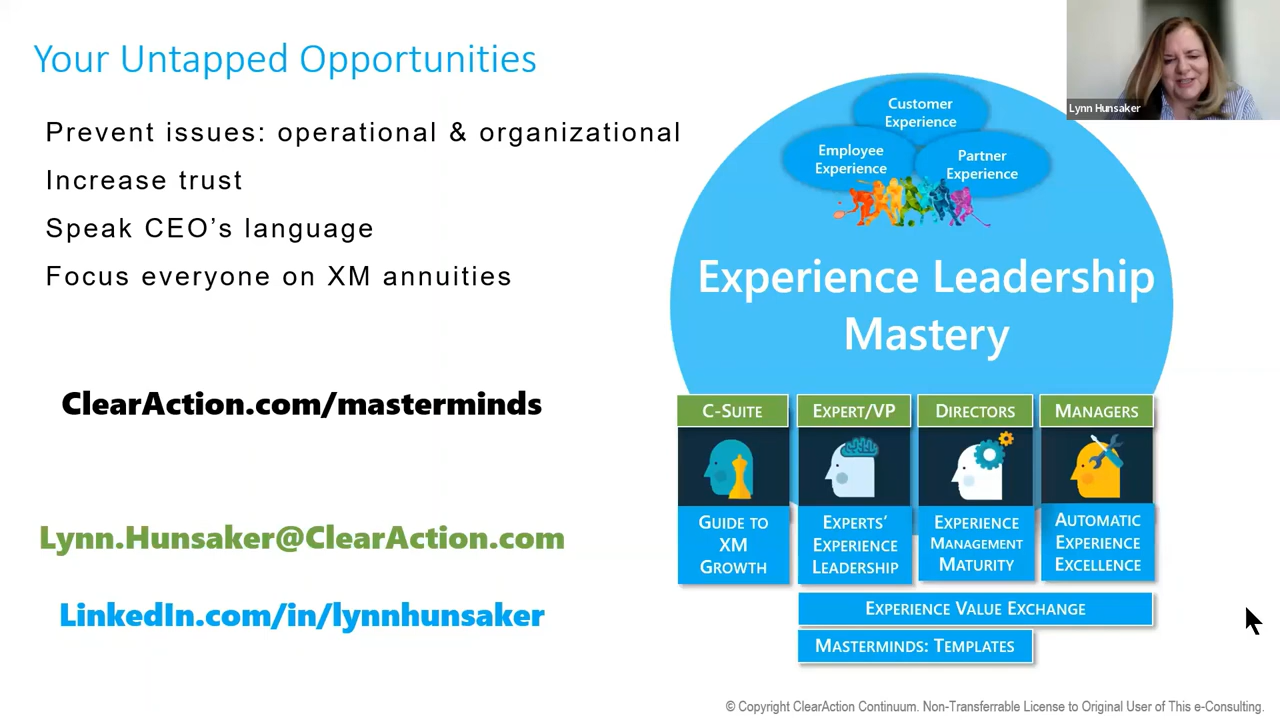 Your Untapped Opportunities
Prevent issues: operational & organizational
Increase trust
Speak CEO’s language
Focus everyone on XM annuities
ClearAction.com/masterminds
Lynn.Hunsaker@ClearAction.com
LinkedIn.com/in/lynnhunsaker
Lynn Hunsaker
Customer
Experience
Employee
Experience
Partner
Experience
Experience Leadership
Mastery
C-SUITE
EXPERT/VP
DIRECTORS
MANAGERS
GUIDE TO
XM
GROWTH
EXPERTS’
EXPERIENCE
LEADERSHIP
EXPERIENCE
MANAGEMENT
MATURITY
AUTOMATIC
EXPERIENCE
EXCELLENCE
EXPERIENCE VALUE EXCHANGE
MASTERMINDS: TEMPLATES
© Copyright ClearAction Continuum. Non-Transferrable License to Original User of This e-Consulting.